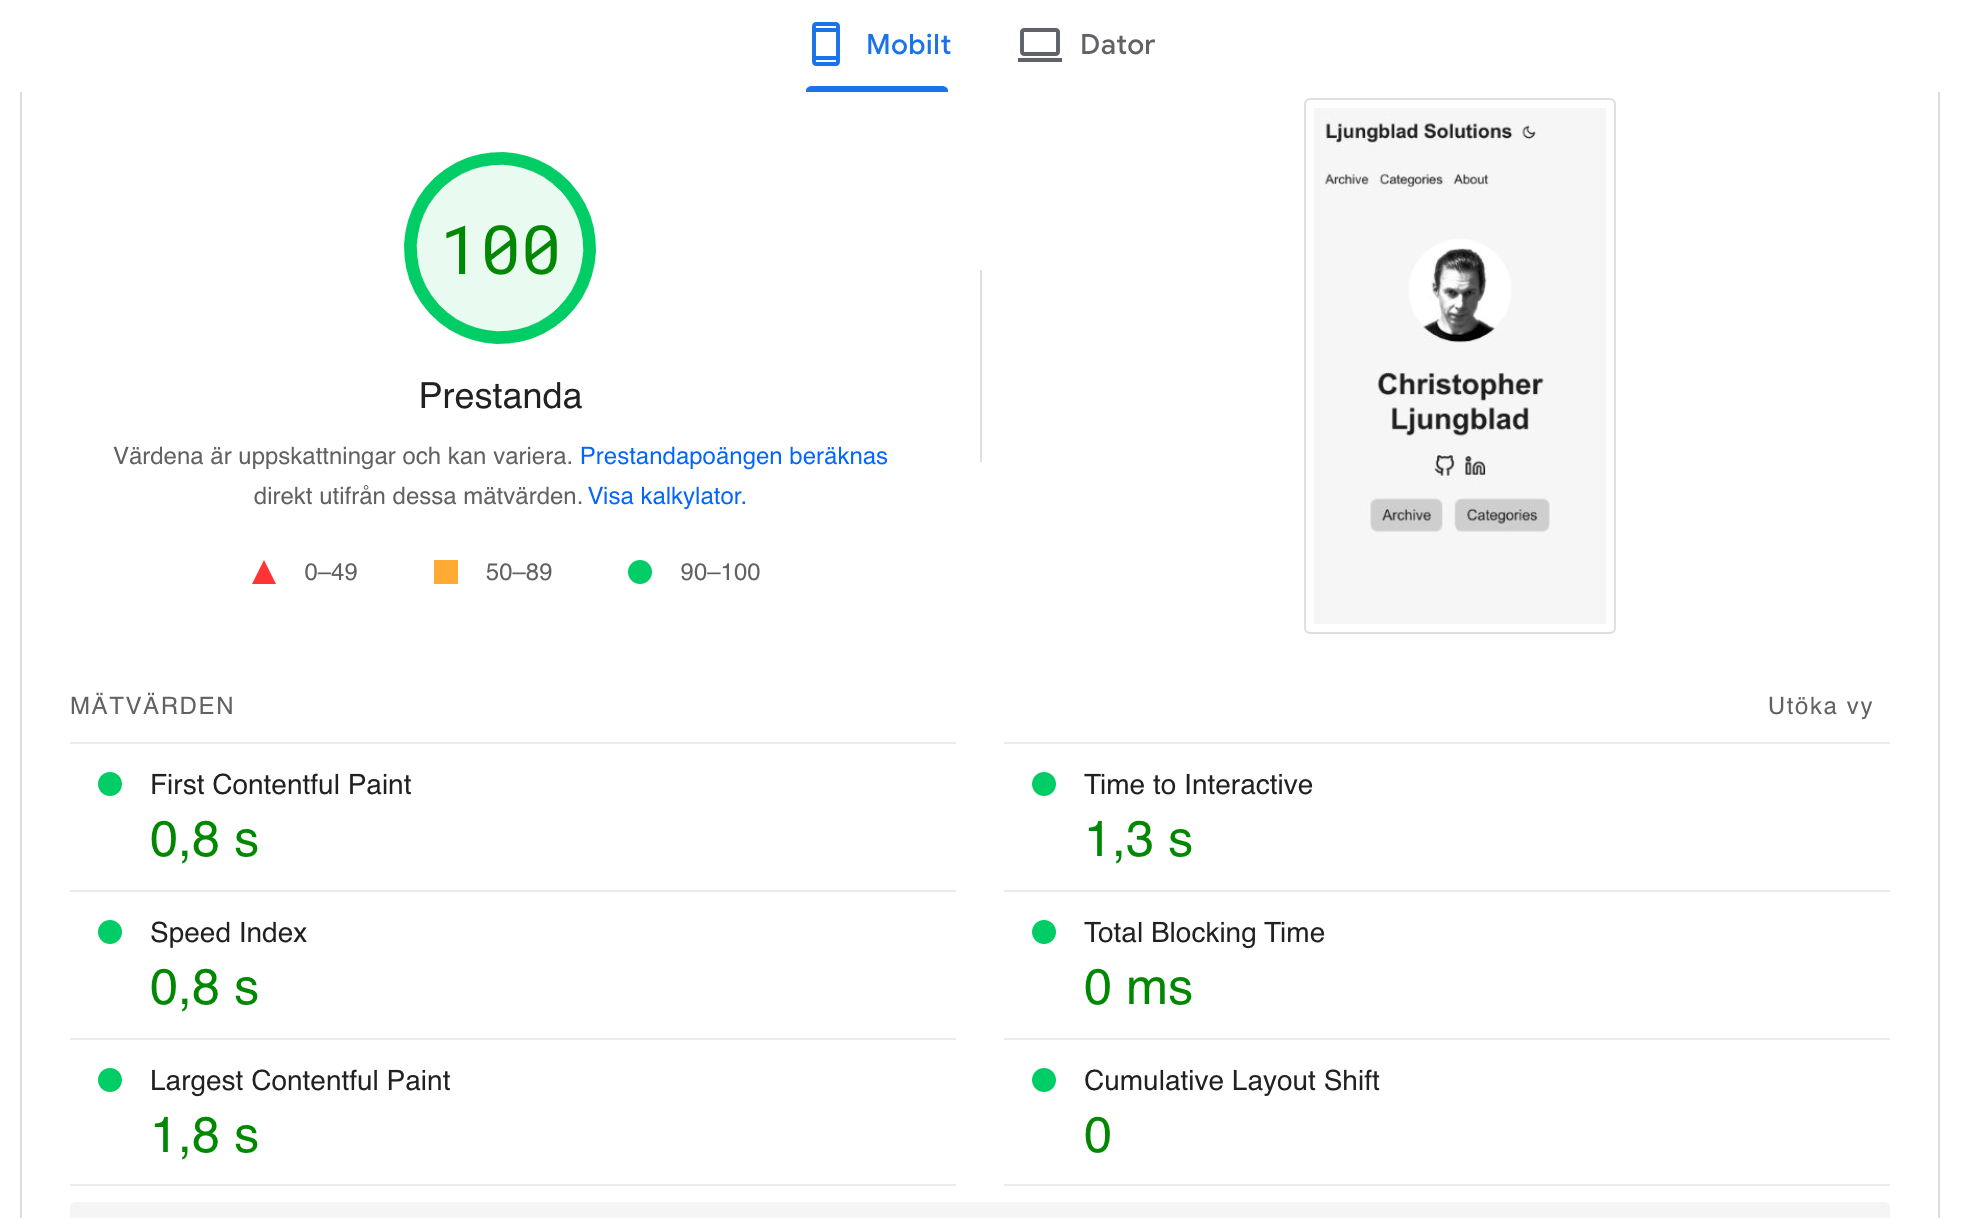 Mobilt
Dator
100
Prestanda
Värdena är uppskattningar och kan variera. Prestandapoängen beräknas
direkt utifrån dessa mätvärden. Visa kalkylator.
0–49
50–89
90–100
Ljungblad Solutions
Archive Categories About
Christopher
Ljungblad
Archive
Categories
MÄTVÄRDEN
Utöka vy
First Contentful Paint
0,8 s
Time to Interactive
1,3 s
Speed Index
0,8 s
Total Blocking Time
0 ms
Largest Contentful Paint
1,8 s
Cumulative Layout Shift
0